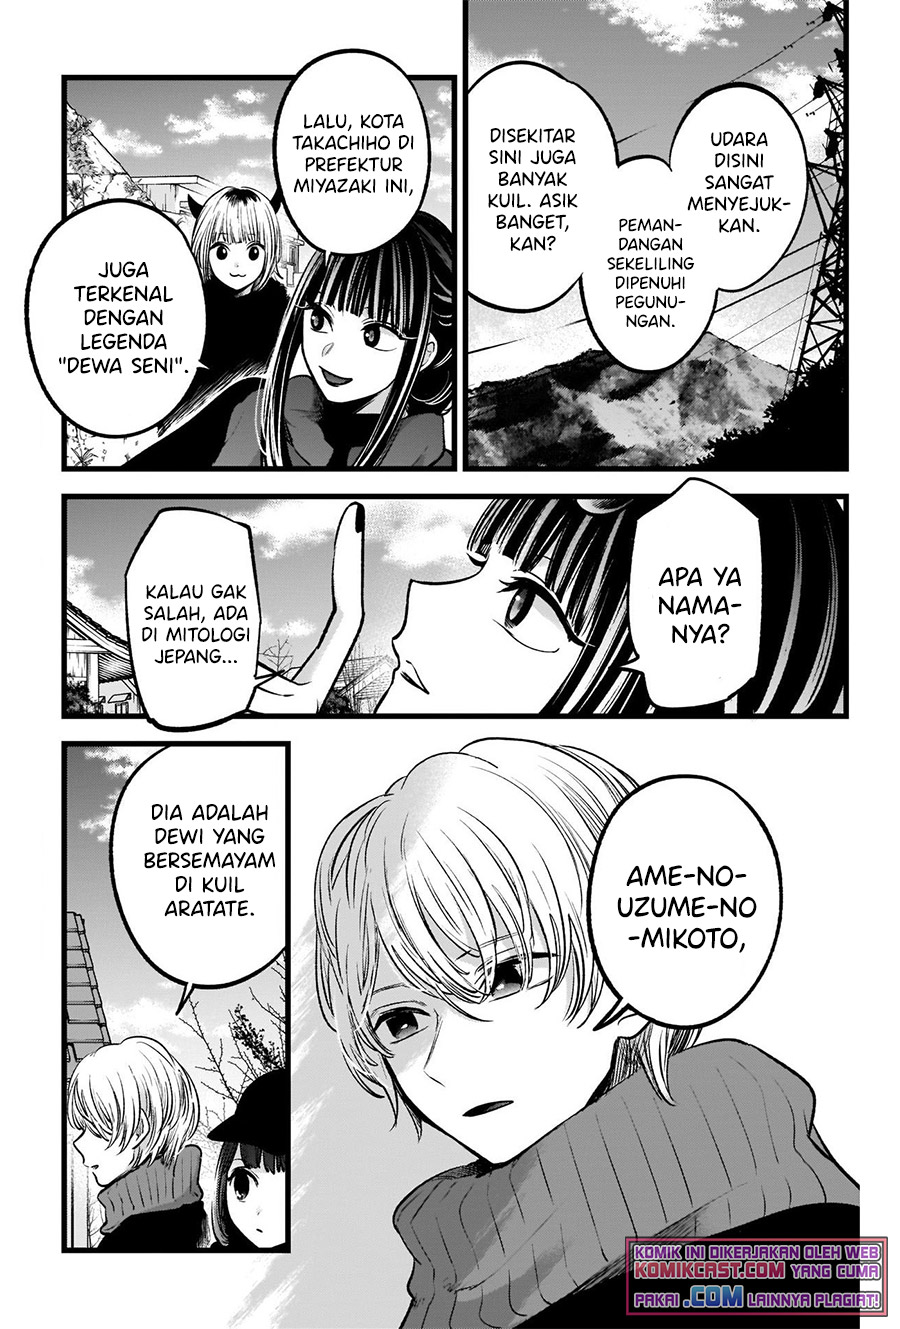 UDARA
DISINI
SANGAT
MENYEJUK-
KAN.
PEMAN-
DANGAN
SEKELILING
DIPENUHI
PEGUNU-
NGAN.
DISEKITAR
SINI JUGA
BANYAK
KUIL. ASIK
BANGET,
KAN?
LALU, KOTA
TAKACHIHO DI
PREFEKTUR
MIYAZAKI INI,
JUGA
TERKENAL
DENGAN
LEGENDA
"DEWA SENI".
APA YA
NAMA-
NYA?
KALAU GAK
SALAH, ADA
DI MITOLOGI
JEPANG...
AME-NO-
UZUME-NO
-MIKOTO,
DIA ADALAH
DEWI YANG
BERSEMAYAM
DI KUIL
ARATATE.
KOMIK INI DIKERJAKAN OLEH WEB
KOMIKCAST.COM YANG CUMA
PAKAI .COM LAINNYA PLAGIAT!